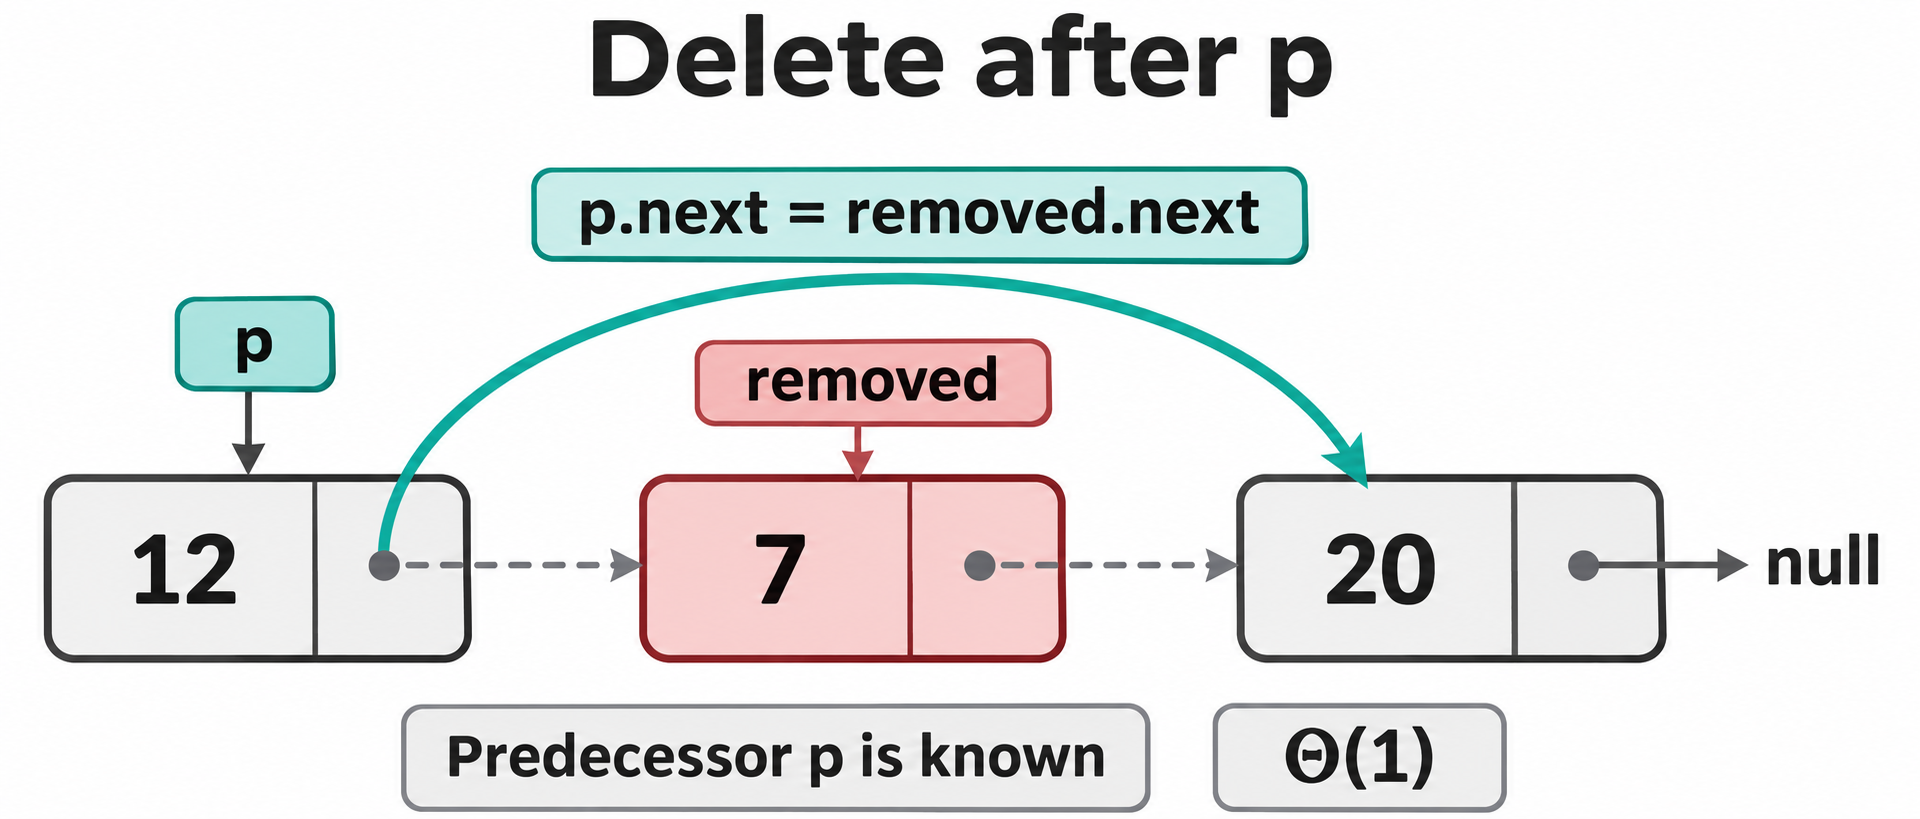 Delete after p
p.next = removed.next
p
removed
12
7
20
null
Predecessor p is known
Θ(1)